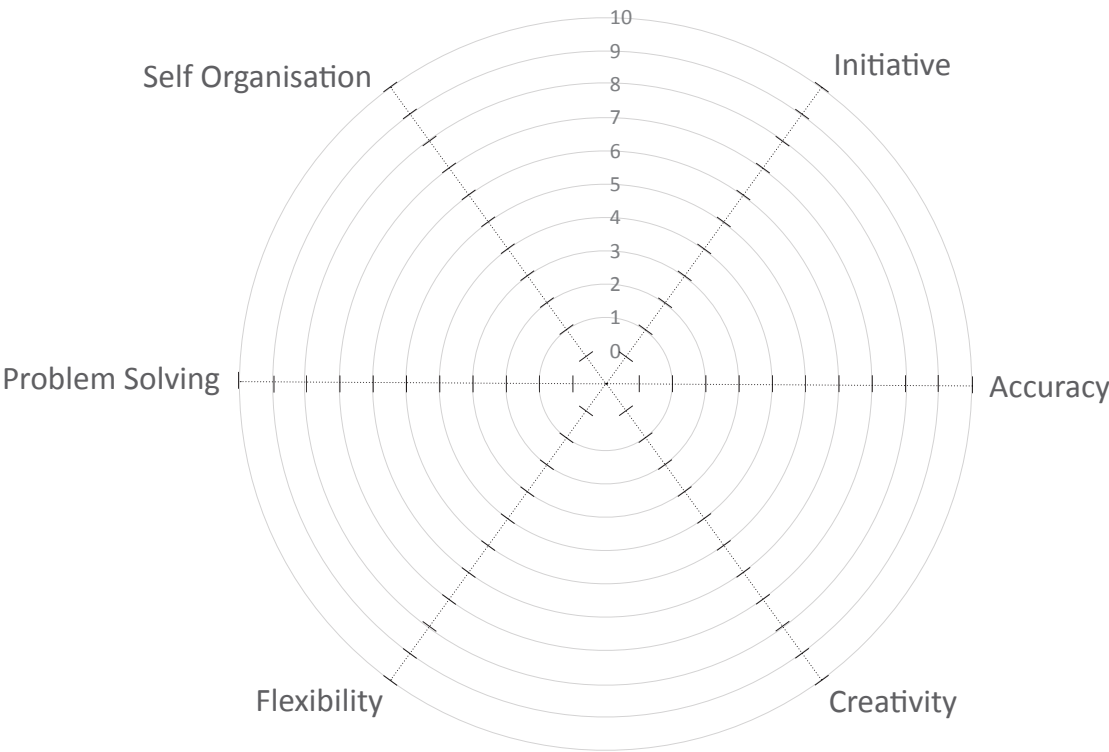 10
9
Initiative
Self Organisation
8
7
6
5
4
3
2
1
0
Problem Solving
Accuracy
Flexibility
Creativity